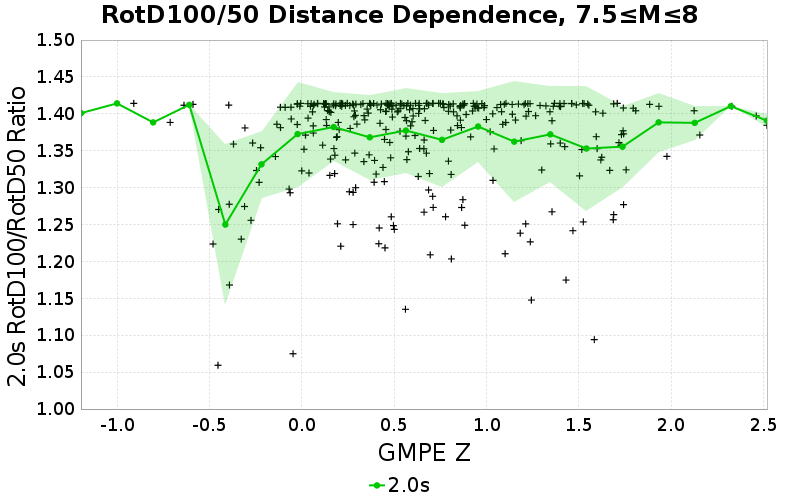 RotD100/50 Distance Dependence, 7.5≤M≤8
2.0s RotD100/RotD50 Ratio
1.50
1.45
1.40
1.35
1.30
1.25
1.20
1.15
1.10
1.05
1.00
-1.0 -0.5 0.0 0.5 1.0 1.5 2.0 2.5
GMPE Z
2.0s